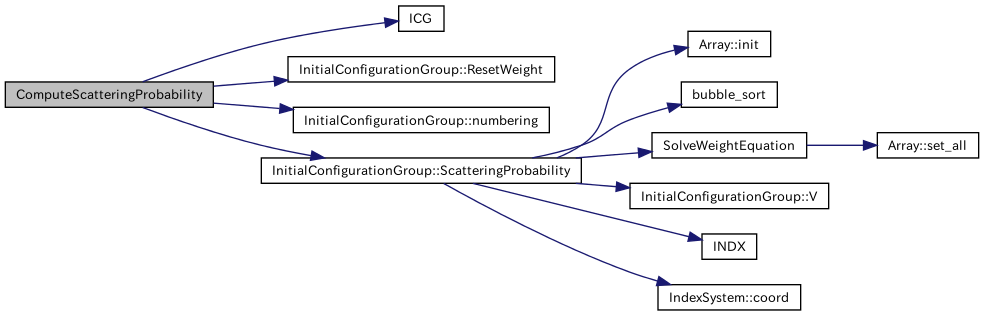 ICG
Array::init
InitialConfigurationGroup::ResetWeight
ComputeScatteringProbability
bubble_sort
InitialConfigurationGroup::numbering
SolveWeightEquation
Array::set_all
InitialConfigurationGroup::ScatteringProbability
InitialConfigurationGroup::V
INDX
IndexSystem::coord